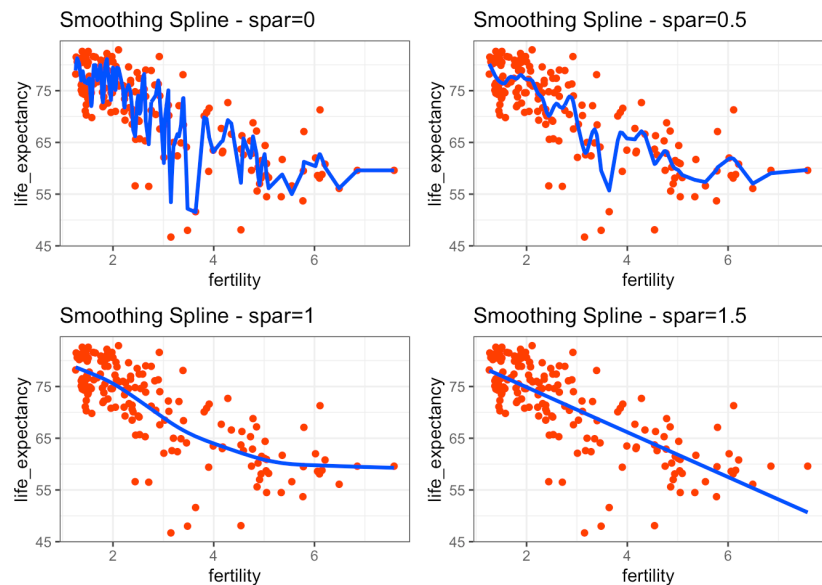 Smoothing Spline - spar=0
life_expectancy
75
65
55
45
2 4 6
fertility
Smoothing Spline - spar=0.5
life_expectancy
75
65
55
45
2 4 6
fertility
Smoothing Spline - spar=1
life_expectancy
75
65
55
45
2 4 6
fertility
Smoothing Spline - spar=1.5
life_expectancy
75
65
55
45
2 4 6
fertility